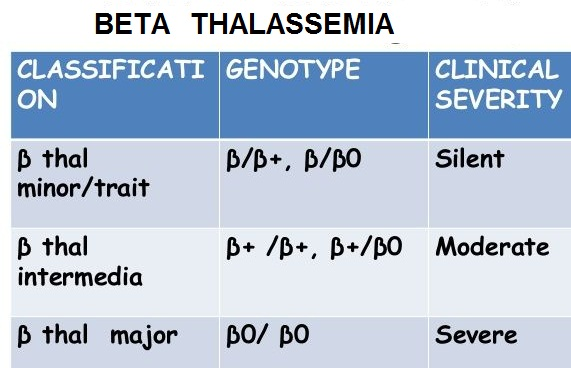 BETA THALASSEMIA
CLASSIFICATI
ON
GENOTYPE
CLINICAL
SEVERITY
β thal
minor/trait
β/β+, β/β0
Silent
β thal
intermedia
β+ /β+, β+/β0
Moderate
β thal major
β0/ β0
Severe